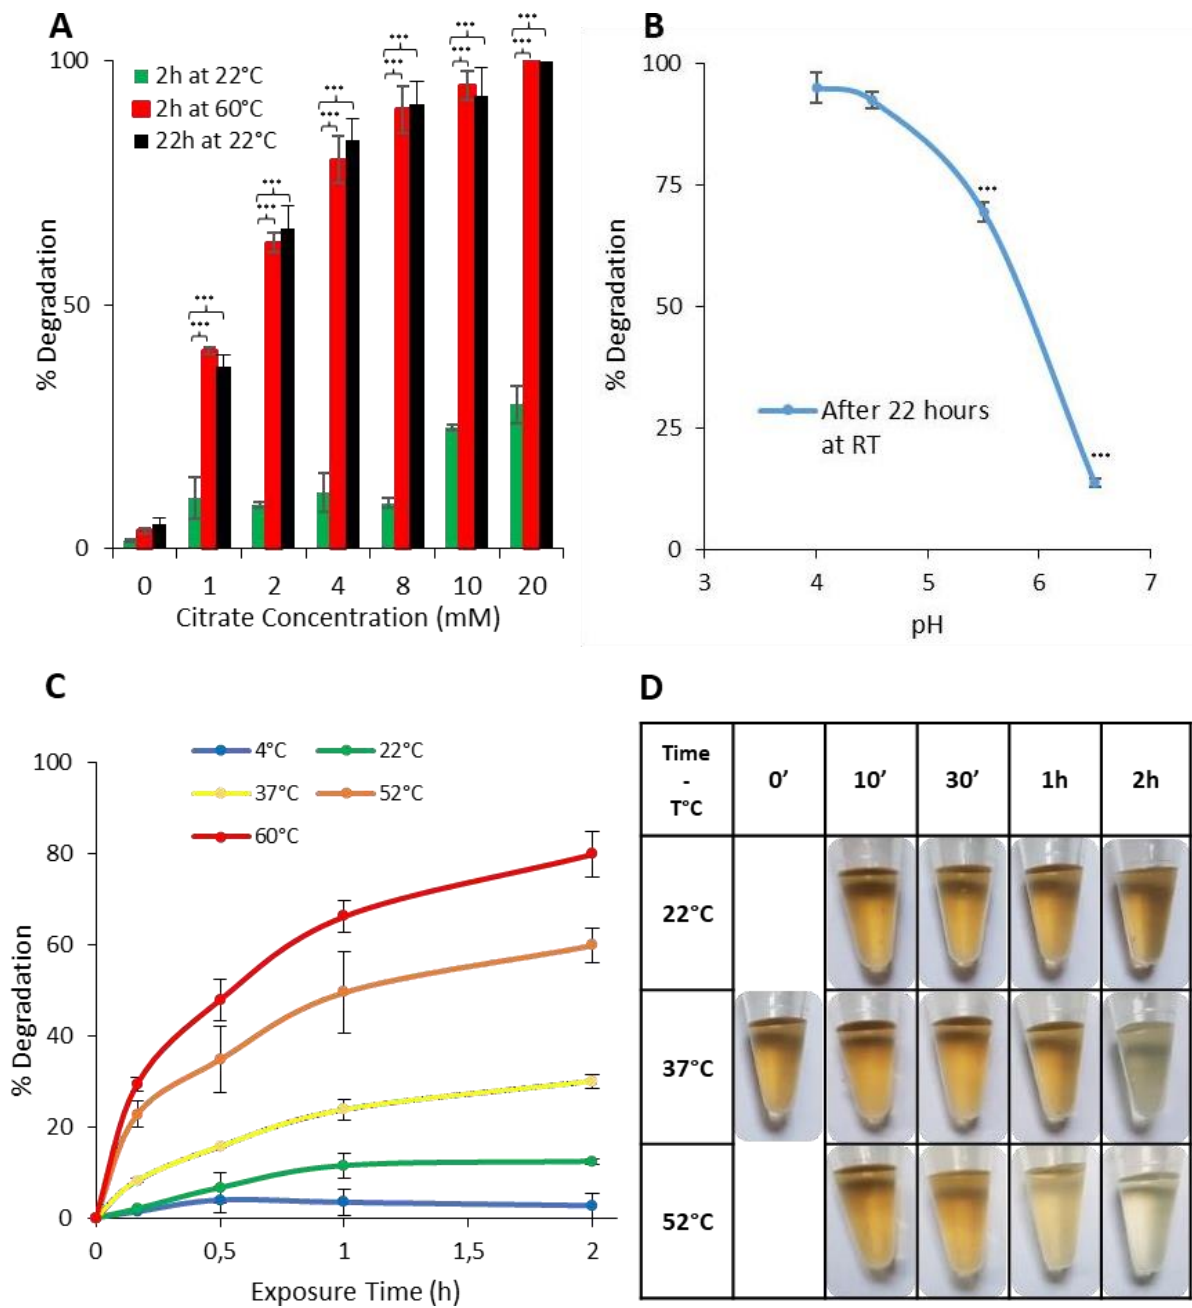 A
100
50
0
% Degradation
2h at 22°C
2h at 60°C
22h at 22°C
***
***
***
***
***
***
***
***
***
***
***
***
0 1 2 4 8 10 20
Citrate Concentration (mM)
B
100
75
50
25
0
% Degradation
***
***
After 22 hours
at RT
3 4 5 6 7
pH
C
4°C 22°C
37°C 52°C
60°C
100
80
60
40
20
0
% Degradation
0 0,5 1 1,5 2
Exposure Time (h)
D
Time
-
T°C
0’ 10’ 30’ 1h 2h
22°C
37°C
52°C